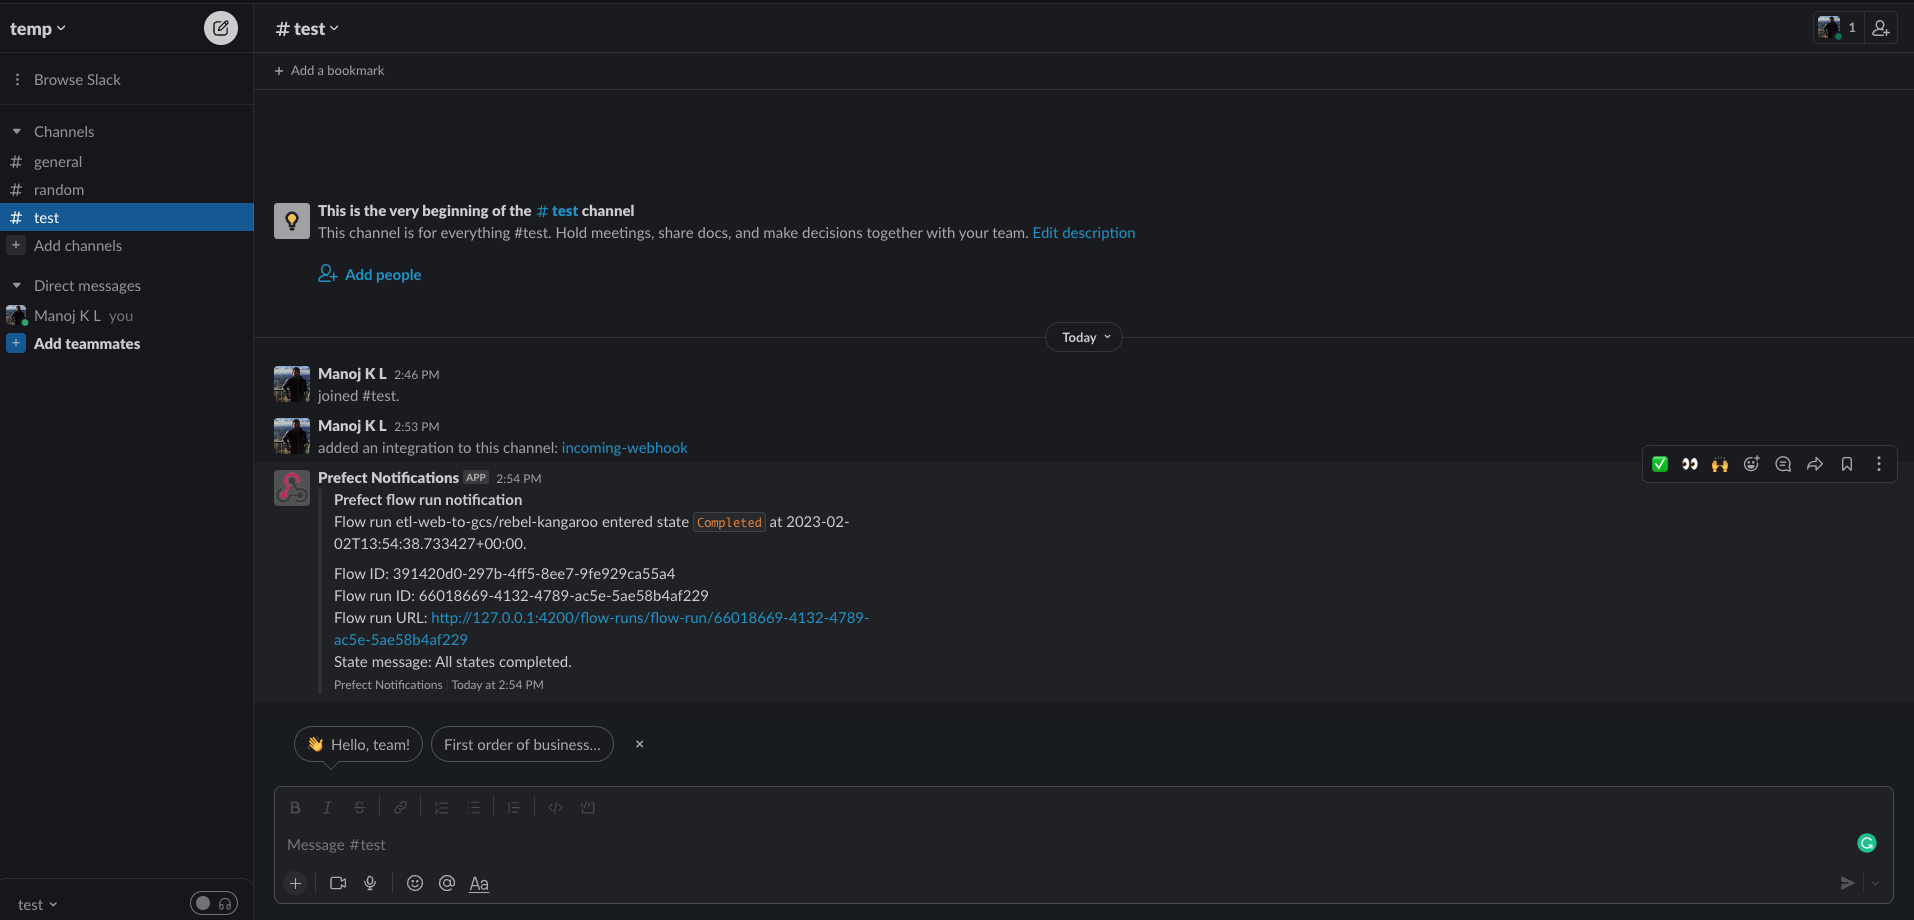 temp
Browse Slack
Channels
# general
# random
# test
+ Add channels
Direct messages
Manoj K L you
+ Add teammates
test
# test
1
+ Add a bookmark
This is the very beginning of the # test channel
This channel is for everything #test. Hold meetings, share docs, and make decisions together with your team. Edit description
Add people
Today
Manoj K L 2:46 PM
joined #test.
Manoj K L 2:53 PM
added an integration to this channel: incoming-webhook
Prefect Notifications APP 2:54 PM
Prefect flow run notification
Flow run etl-web-to-gcs/rebel-kangaroo entered state Completed at 2023-02-
02T13:54:38.733427+00:00.
Flow ID: 391420d0-297b-4ff5-8ee7-9fe929ca55a4
Flow run ID: 66018669-4132-4789-ac5e-5ae58b4af229
Flow run URL: http://127.0.0.1:4200/flow-runs/flow-run/66018669-4132-4789-
ac5e-5ae58b4af229
State message: All states completed.
Prefect Notifications | Today at 2:54 PM
👋 Hello, team!
First order of business...
×
B I S
Message #test
+ @ Aa